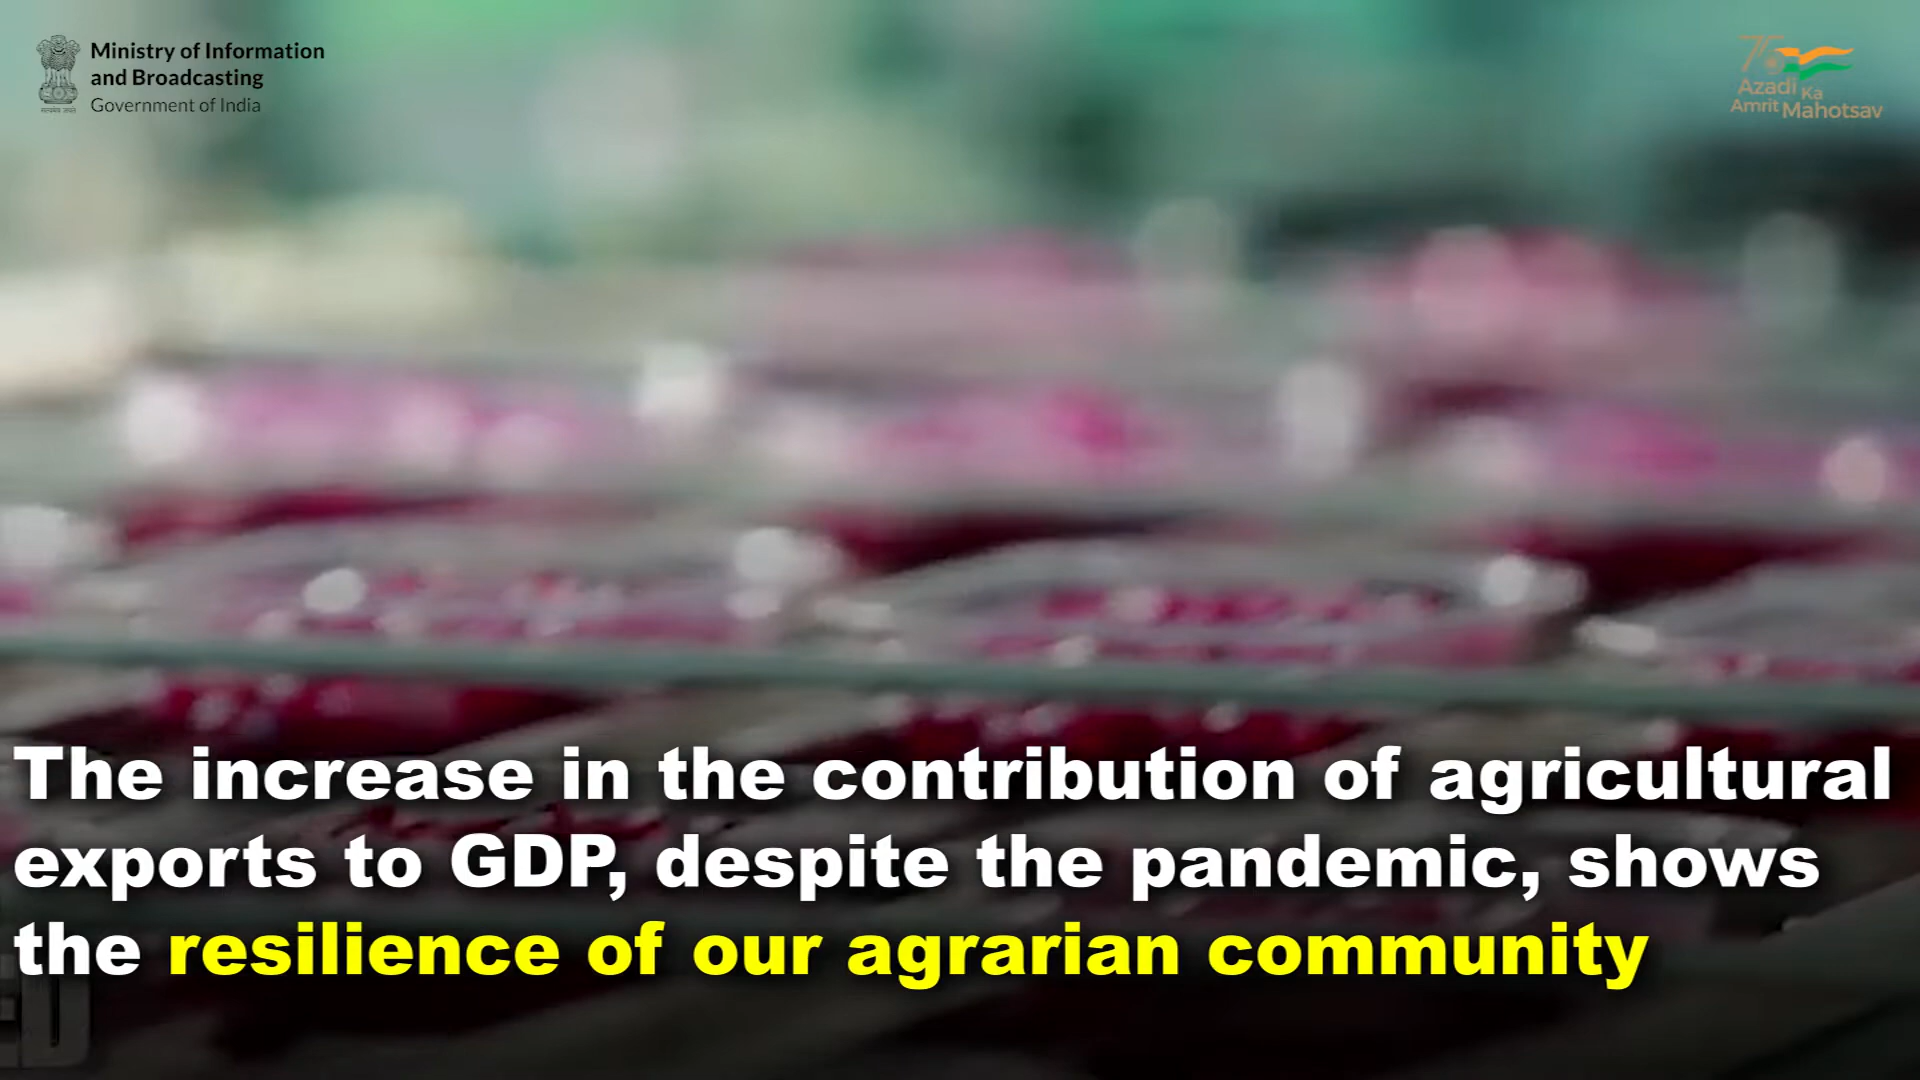 Ministry of Information
and Broadcasting
Government of India
Azadi Ka
Amrit Mahotsav
The increase in the contribution of agricultural
exports to GDP, despite the pandemic, shows
the resilience of our agrarian community